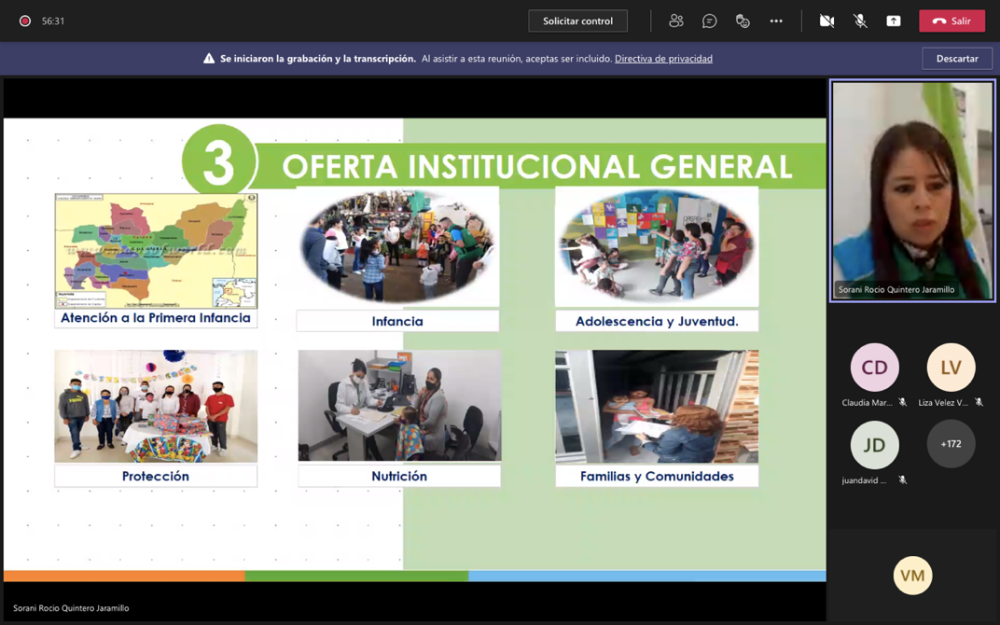 56:31
Solicitar control
Salir
Se iniciaron la grabación y la transcripción. Al asistir a esta reunión, aceptas ser incluido. Directiva de privacidad
Descartar
3
OFERTA INSTITUCIONAL GENERAL
Atención a la Primera Infancia
Infancia
Adolescencia y Juventud.
Protección
Nutrición
Familias y Comunidades
Sorani Rocio Quintero Jaramillo
CD
LV
Claudia Mar...
Liza Velez V...
JD
+172
juandavid ...
VM
Sorani Rocio Quintero Jaramillo